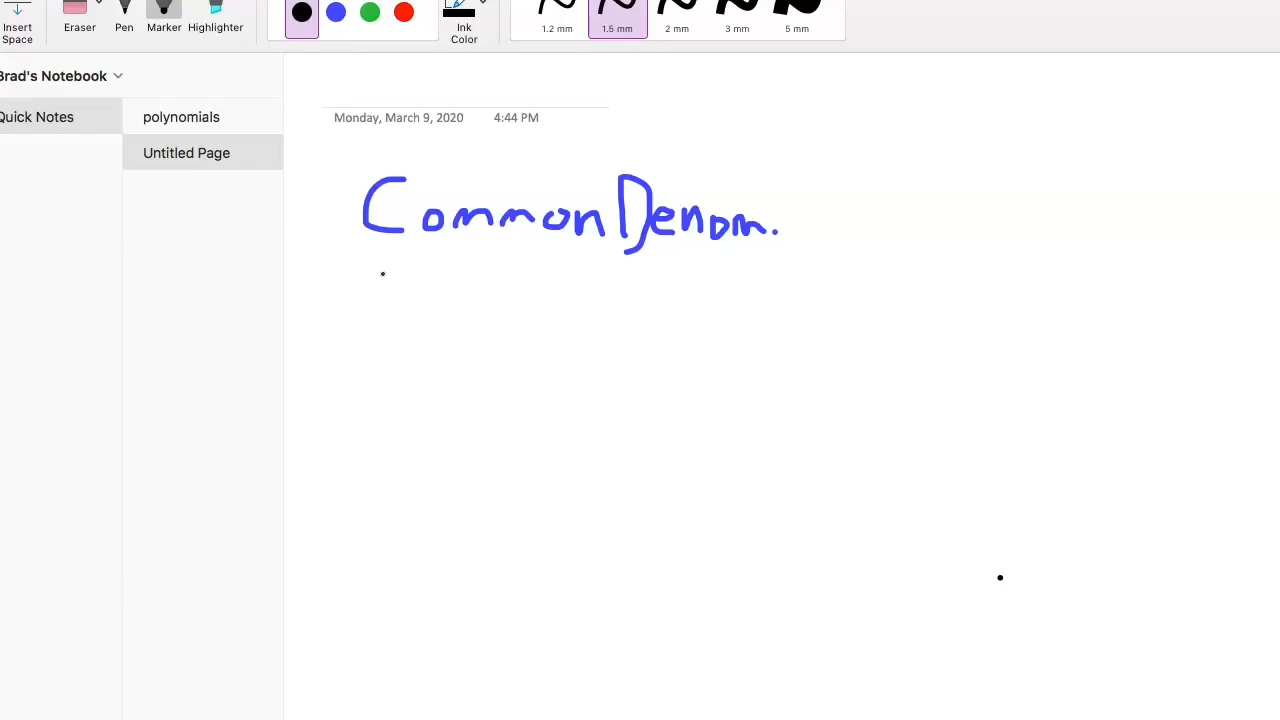 Insert
Space
Eraser
Pen
Marker
Highlighter
Ink
Color
1.2 mm
1.5 mm
2 mm
3 mm
5 mm
Brad's Notebook
Quick Notes
polynomials
Untitled Page
Monday, March 9, 2020 4:44 PM
Common Denom.